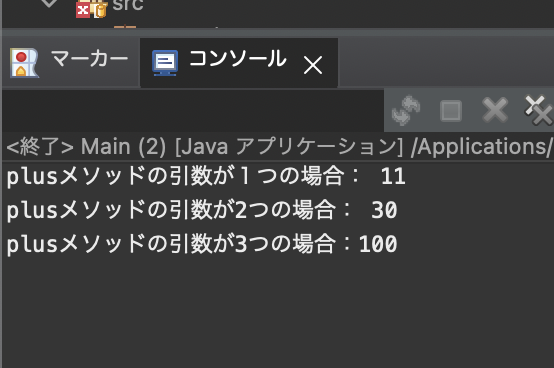 src
マーカー コンソール
<終了> Main (2) [Java アプリケーション] /Applications/
plusメソッドの引数が１つの場合： 11
plusメソッドの引数が2つの場合： 30
plusメソッドの引数が3つの場合：100